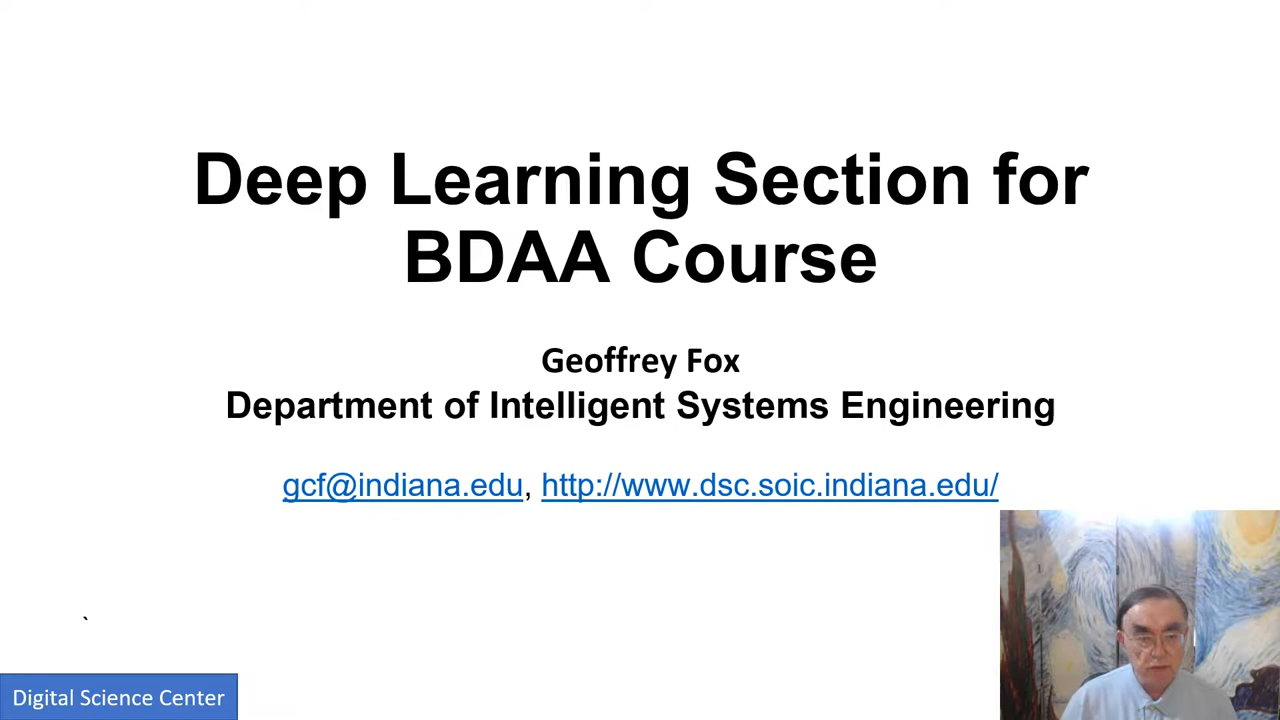 Deep Learning Section for
BDAA Course
Geoffrey Fox
Department of Intelligent Systems Engineering
gcf@indiana.edu, http://www.dsc.soic.indiana.edu/
`
Digital Science Center